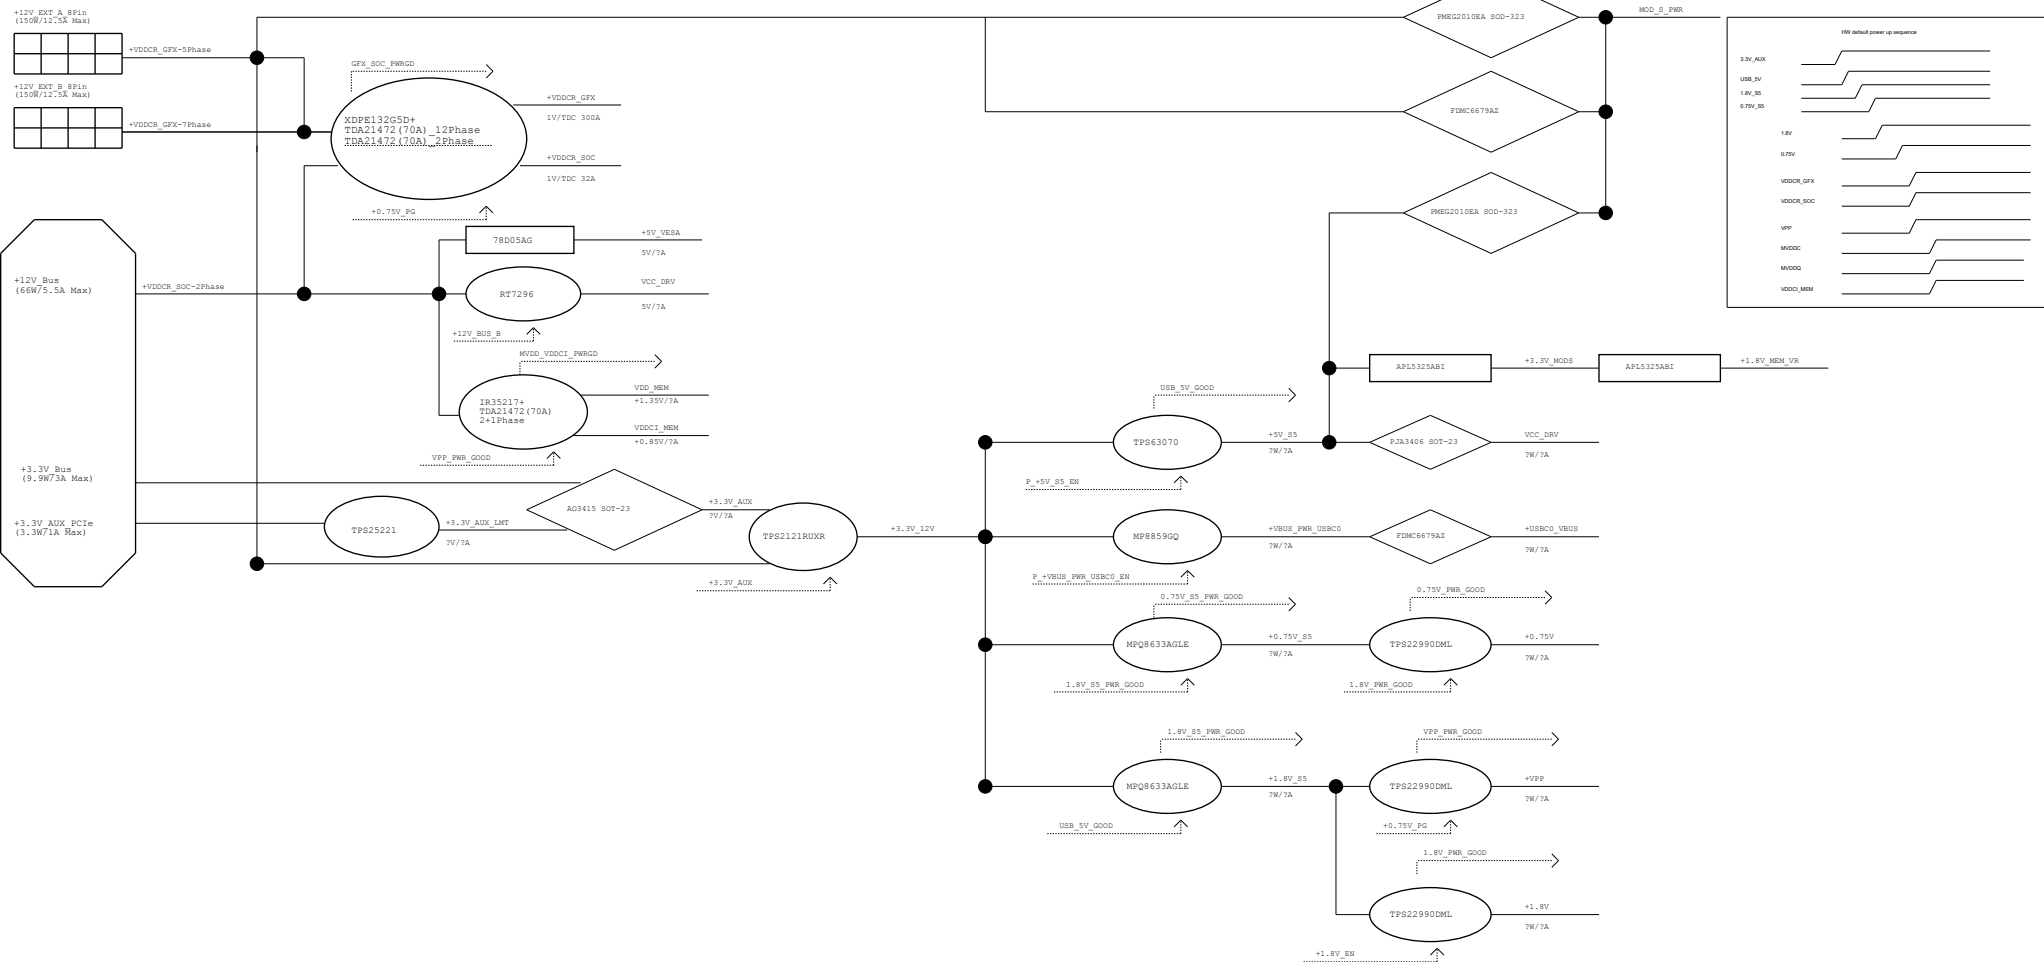 +12V_EXT_A_8Pin
(150W/12.5A Max)
+VDDCR_GFX-5Phase
+12V_EXT_B_8Pin
(150W/12.5A Max)
+VDDCR_GFX-7Phase
GFX_SOC_PWRGD
XDPE132G5D+
TDA21472(70A)_12Phase
TDA21472(70A)_2Phase
+VDDCR_GFX
1V/TDC 300A
+VDDCR_SOC
1V/TDC 32A
+0.75V_PG
+12V_Bus
(66W/5.5A Max)
+VDDCR_SOC-2Phase
78D05AG
+5V_VESA
5V/?A
RT7296
VCC_DRV
5V/?A
+12V_BUS_B
MVDD_VDDCI_PWRGD
IR35217+
TDA21472(70A)
2+1Phase
VDD_MEM
+1.35V/?A
VDDCI_MEM
+0.85V/?A
VPP_PWR_GOOD
+3.3V_Bus
(9.9W/3A Max)
+3.3V_AUX_PCIe
(3.3W/1A Max)
TPS25221
+3.3V_AUX_LMT
?V/?A
AO3415 SOT-23
+3.3V_AUX
?V/?A
TPS2121RUXR
+3.3V_AUX
+3.3V_12V
PMEG2010EA SOD-323
MOD_S_PWR
FDMC6679AZ
PMEG2010EA SOD-323
APL5325ABI
+3.3V_MODS
APL5325ABI
+1.8V_MEM_VR
USB_5V_GOOD
TPS63070
+5V_S5
?W/?A
PJA3406 SOT-23
VCC_DRV
?W/?A
P_+5V_S5_EN
MP8859GQ
+VBUS_PWR_USBC0
?W/?A
FDMC6679AZ
+USBC0_VBUS
?W/?A
P_+VBUS_PWR_USBC0_EN
0.75V_S5_PWR_GOOD
MPQ8633AGLE
+0.75V_S5
?W/?A
0.75V_PWR_GOOD
TPS22990DML
+0.75V
?W/?A
1.8V_S5_PWR_GOOD
1.8V_PWR_GOOD
1.8V_S5_PWR_GOOD
MPQ8633AGLE
+1.8V_S5
?W/?A
VPP_PWR_GOOD
TPS22990DML
+VPP
?W/?A
USB_5V_GOOD
+0.75V_PG
1.8V_PWR_GOOD
TPS22990DML
+1.8V
?W/?A
+1.8V_EN
HW default power up sequence
3.3V_AUX
USB_5V
1.8V_S5
0.75V_S5
1.8V
0.75V
VDDCR_GFX
VDDCR_SOC
VPP
MVDDC
MVDDQ
VDDCI_MEM